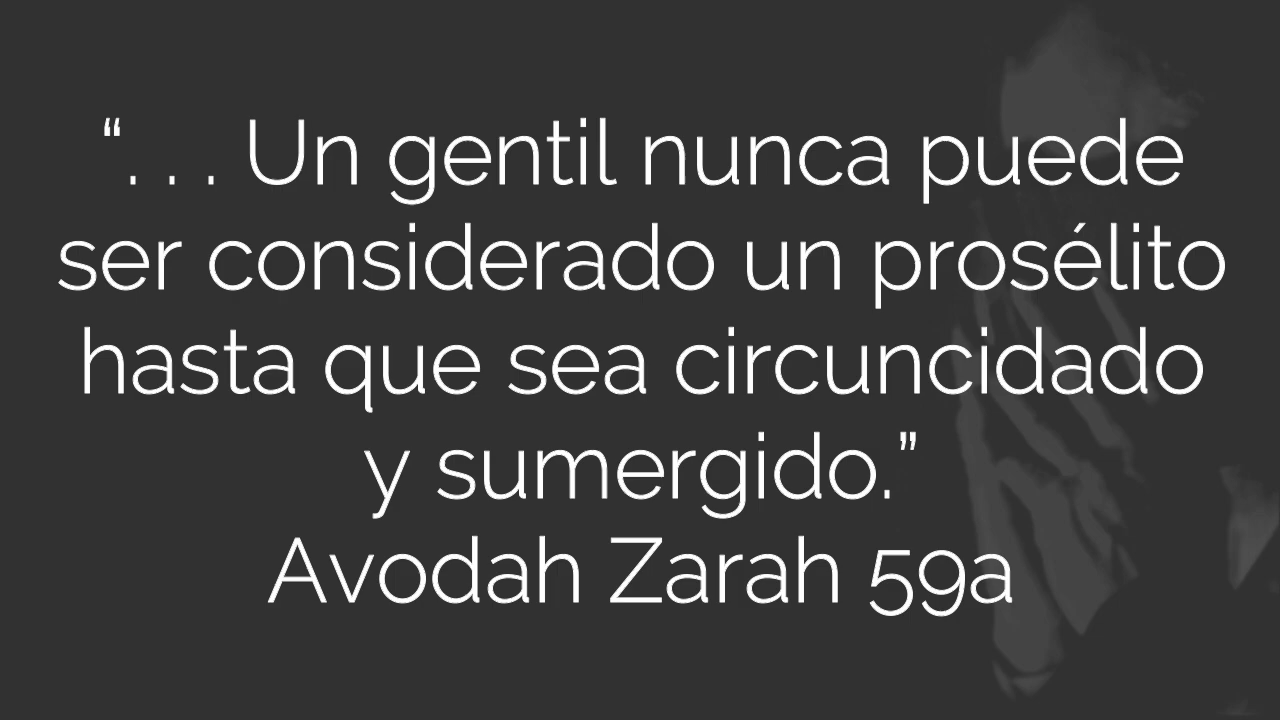 “. . . Un gentil nunca puede
ser considerado un prosélito
hasta que sea circuncidado
y sumergido.”
Avodah Zarah 59a